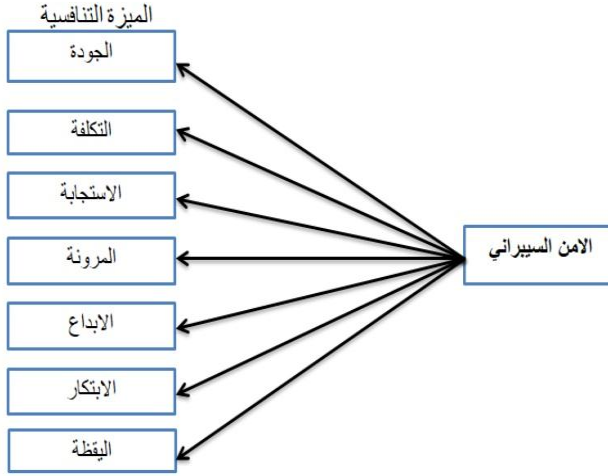 الميزة التنافسية
الجودة
التكلفة
الاستجابة
الامن السيبراني
المرونة
الابداع
الابتكار
اليقظة